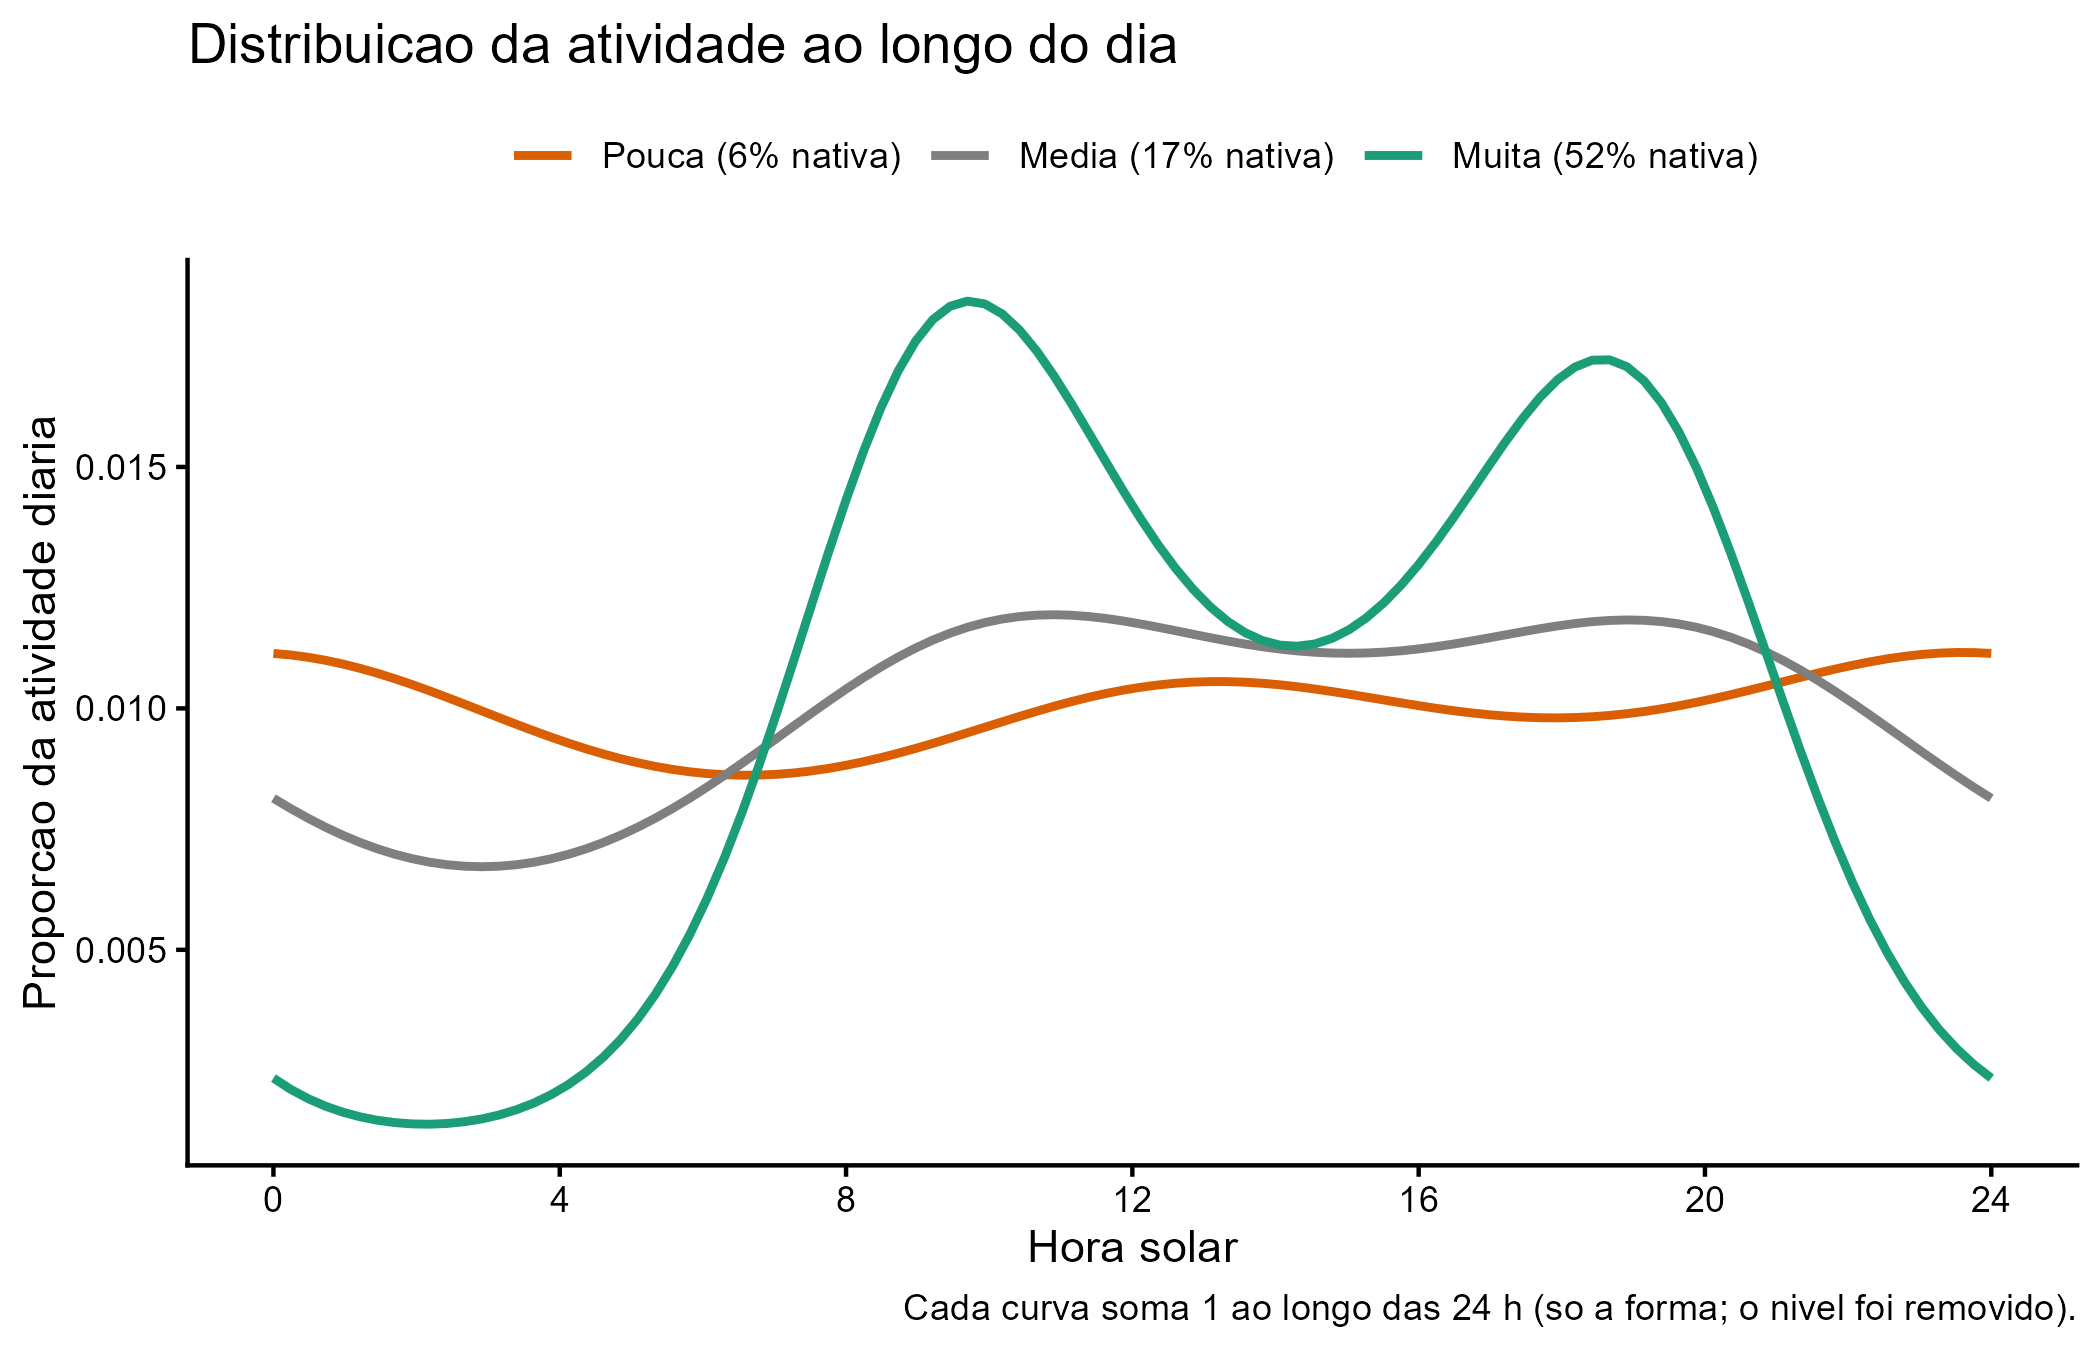 Distribuicao da atividade ao longo do dia
Pouca (6% nativa) Media (17% nativa) Muita (52% nativa)
Proporcao da atividade diaria
0.015
0.010
0.005
0 4 8 12 16 20 24
Hora solar
Cada curva soma 1 ao longo das 24 h (so a forma; o nivel foi removido).